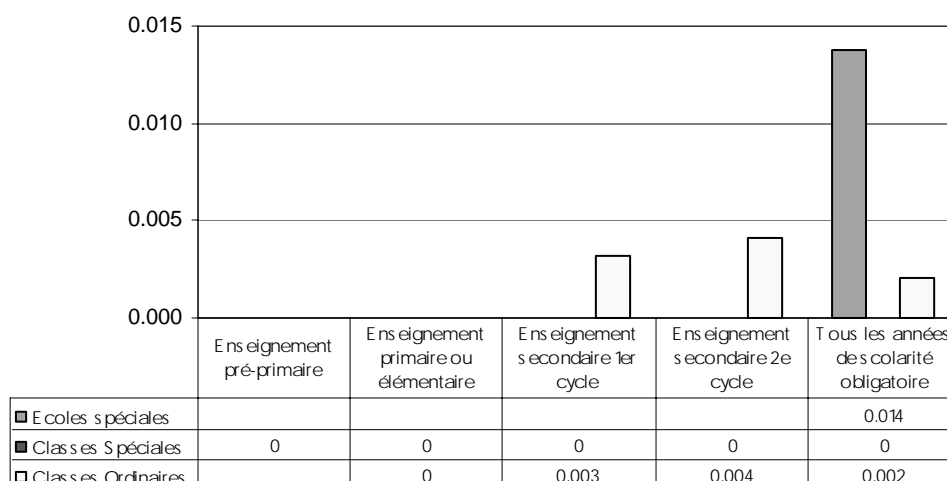 0.015
0.010
0.005
0.000
Enseignement pré-primaire
Enseignement primaire ou élémentaire
Enseignement secondaire 1er cycle
Enseignement secondaire 2e cycle
Tous les années de scolarité obligatoire
Ecoles spéciales 0.014
Classes Spéciales 0 0 0 0 0
Classes Ordinaires 0 0.003 0.004 0.002